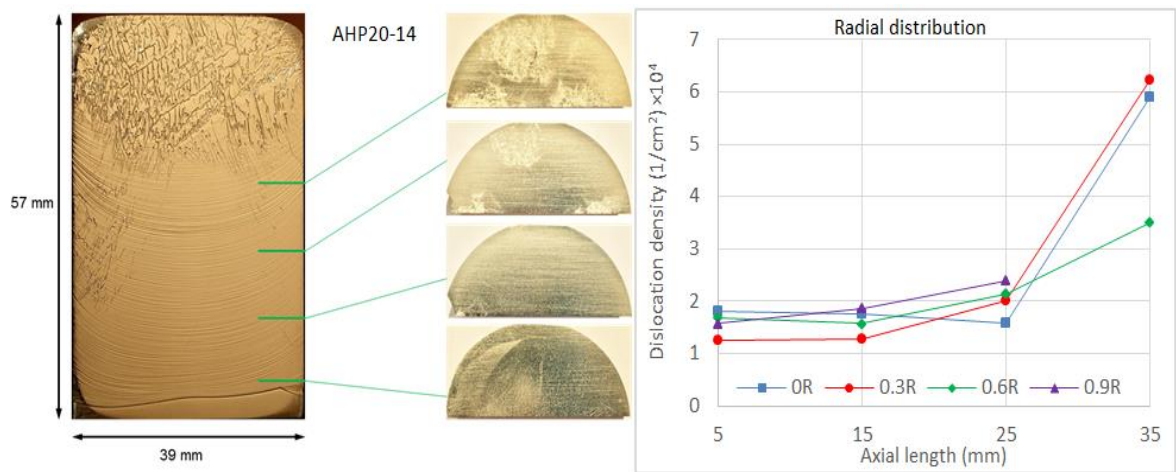 AHP20-14
57 mm
39 mm
Radial distribution
Dislocation density (1/cm²) ×10⁴
7
6
5
4
3
2
1
0
0R 0.3R 0.6R 0.9R
5 15 25 35
Axial length (mm)